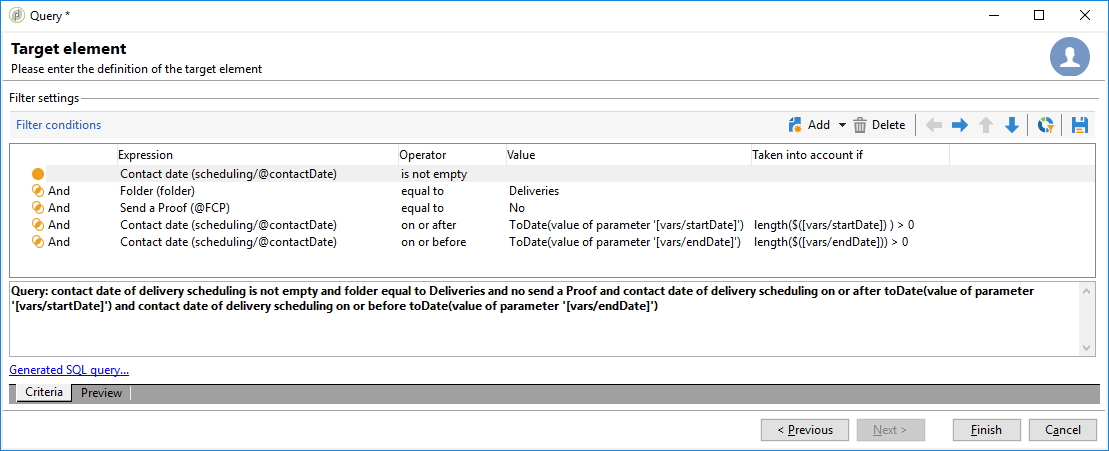 Query *
Target element
Please enter the definition of the target element
Filter settings
Filter conditions Add Delete
Expression Operator Value Taken into account if
Contact date (scheduling/@contactDate) is not empty
And Folder (folder) equal to Deliveries
And Send a Proof (@FCP) equal to No
And Contact date (scheduling/@contactDate) on or after ToDate(value of parameter '[vars/startDate]') length($([vars/startDate]) ) > 0
And Contact date (scheduling/@contactDate) on or before ToDate(value of parameter '[vars/endDate]') length($([vars/endDate])) > 0
Query: contact date of delivery scheduling is not empty and folder equal to Deliveries and no send a Proof and contact date of delivery scheduling on or after toDate(value of parameter
'[vars/startDate]') and contact date of delivery scheduling on or before toDate(value of parameter '[vars/endDate]')
Generated SQL query...
Criteria Preview
< Previous Next > Finish Cancel